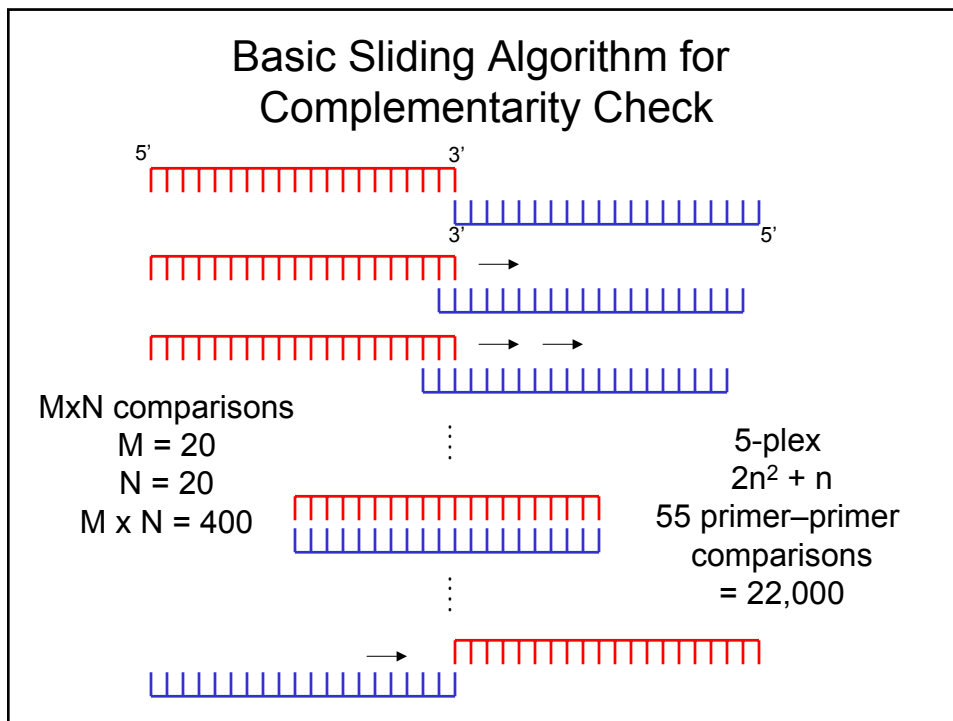 Basic Sliding Algorithm for
Complementarity Check
5’
3’
3’
5’
MxN comparisons
M = 20
N = 20
M x N = 400
5-plex
2n² + n
55 primer–primer
comparisons
= 22,000